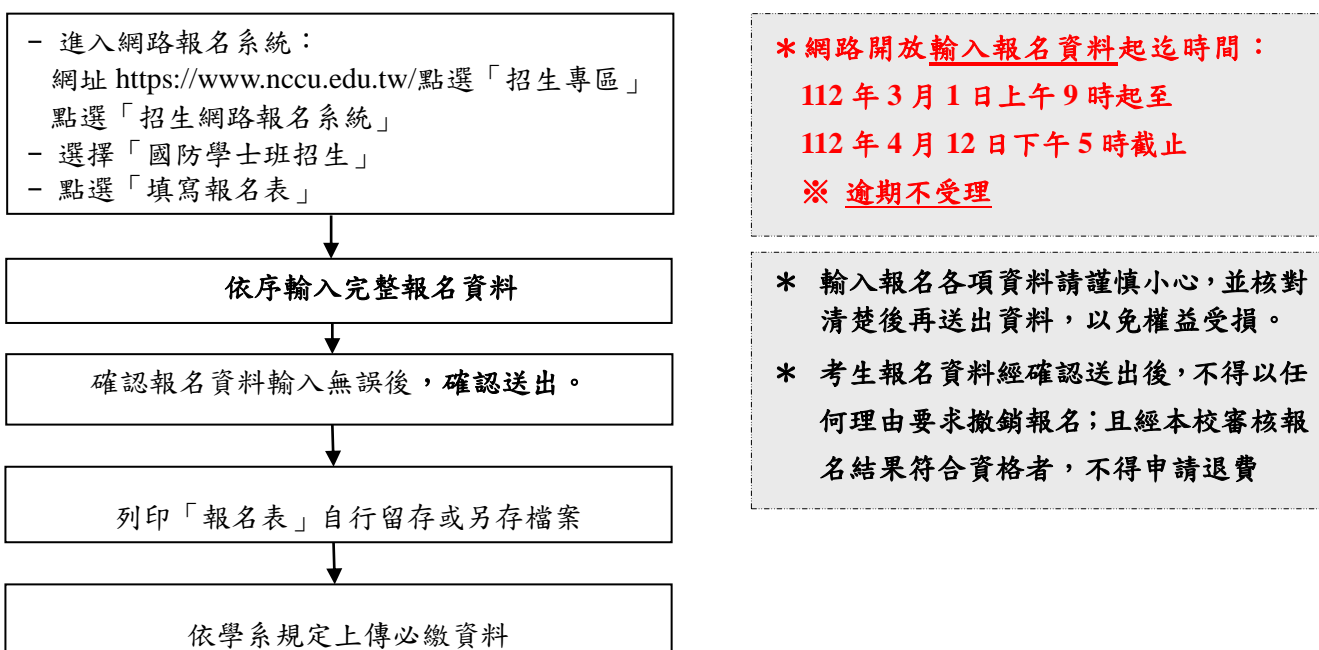 - 進入網路報名系統：
網址 https://www.nccu.edu.tw/點選「招生專區」
點選「招生網路報名系統」
- 選擇「國防學士班招生」
- 點選「填寫報名表」
依序輸入完整報名資料
確認報名資料輸入無誤後，確認送出。
列印「報名表」自行留存或另存檔案
依學系規定上傳必繳資料
＊網路開放輸入報名資料起迄時間：
112 年 3 月 1 日上午 9 時起至
112 年 4 月 12 日下午 5 時截止
※ 逾期不受理
＊ 輸入報名各項資料請謹慎小心，並核對
清楚後再送出資料，以免權益受損。
＊ 考生報名資料經確認送出後，不得以任
何理由要求撤銷報名；且經本校審核報
名結果符合資格者，不得申請退費